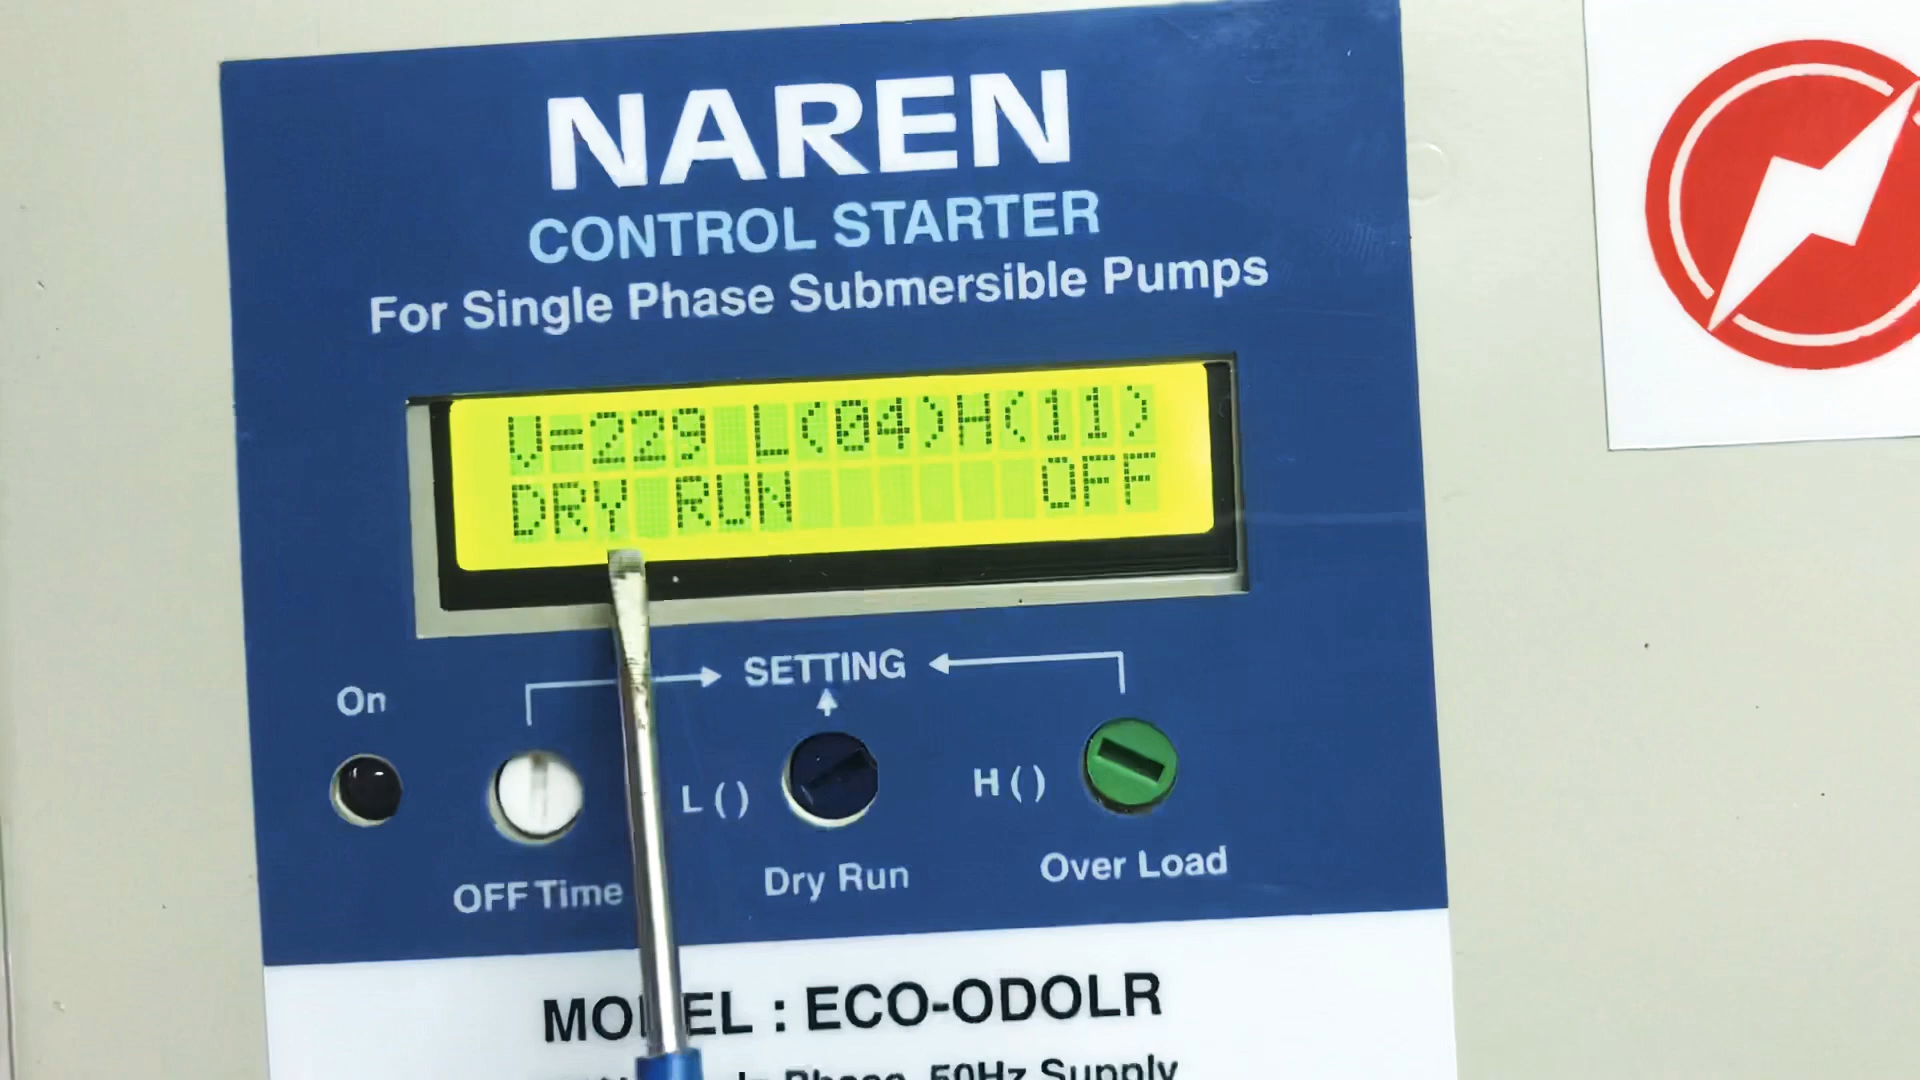 NAREN
CONTROL STARTER
For Single Phase Submersible Pumps
V=229 L(04)H(11)
DRY RUN OFF
SETTING
On
L ( )
H ( )
OFF Time
Dry Run
Over Load
: ECO-ODOLR
Phase, 50Hz Supply